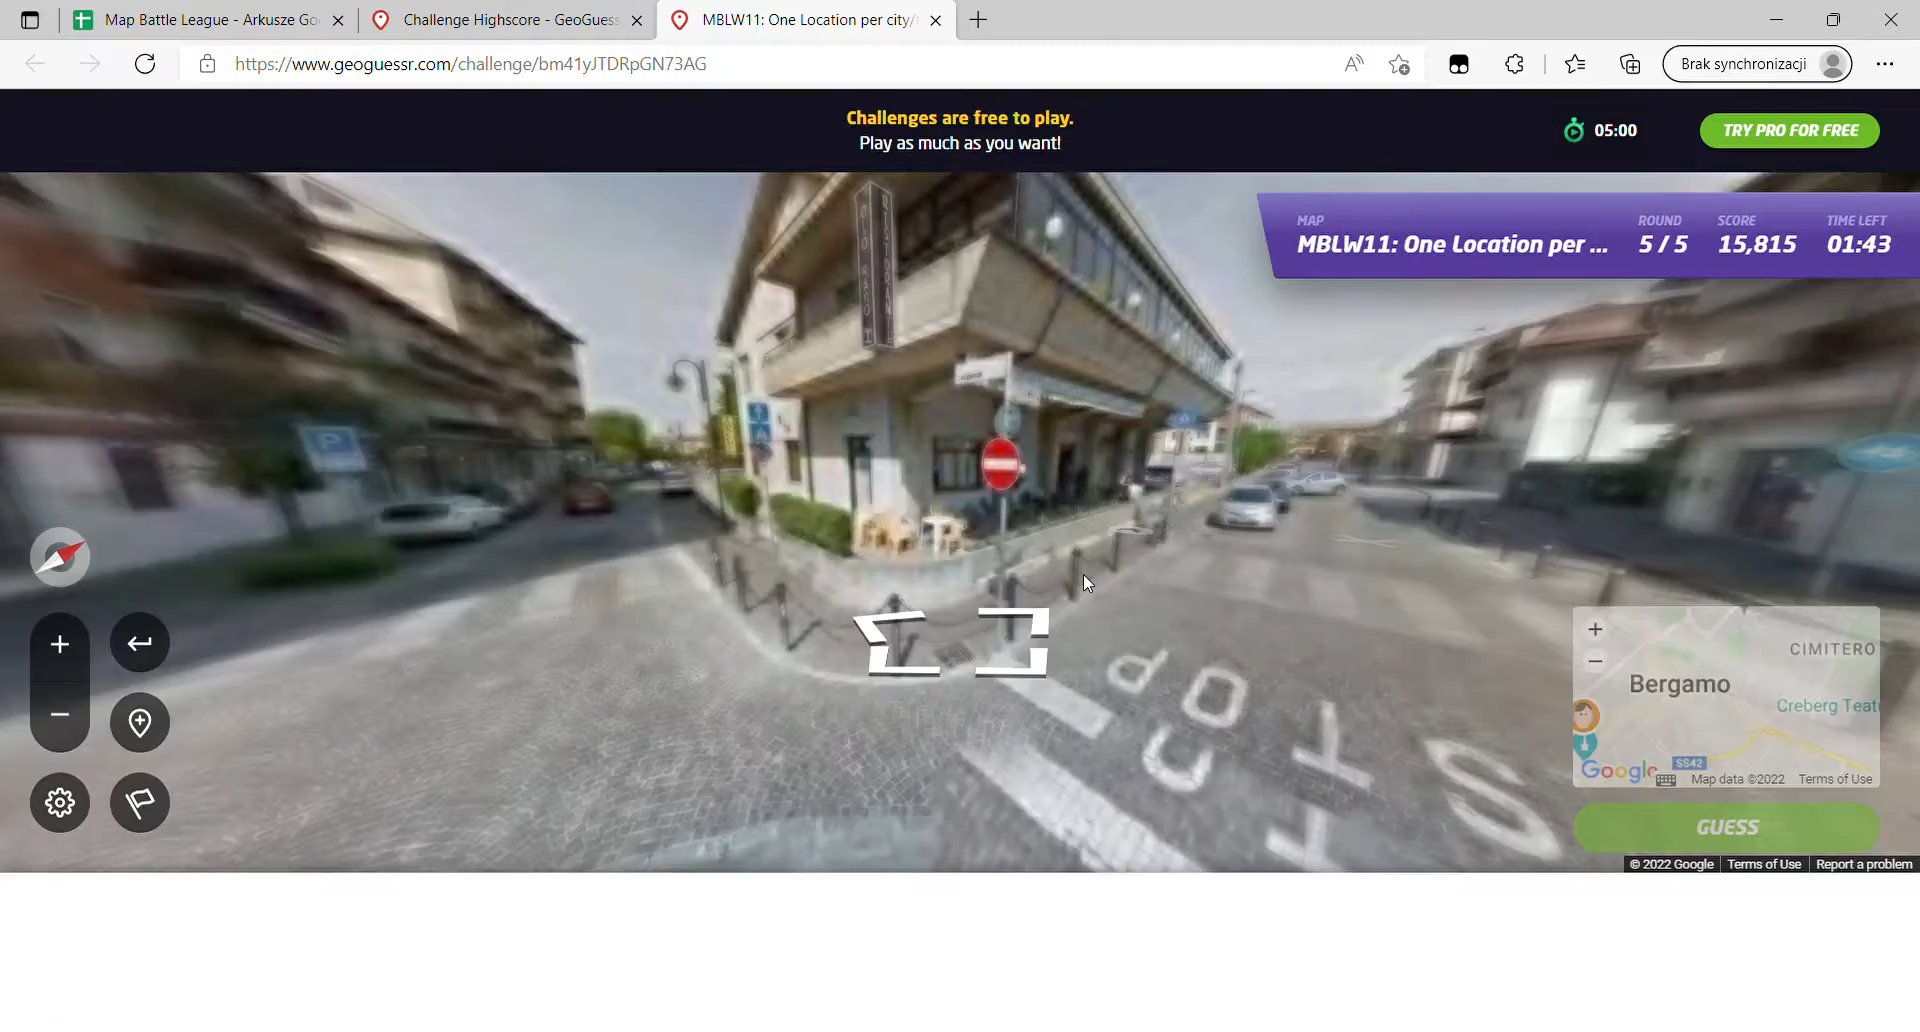 Map Battle League - Arkusze Go
Challenge Highscore - GeoGuess
MBLW11: One Location per city/
https://www.geoguessr.com/challenge/bm41yJTDRpGN73AG
Brak synchronizacji
Challenges are free to play.
Play as much as you want!
05:00
TRY PRO FOR FREE
MAP
ROUND
SCORE
TIME LEFT
MBLW11: One Location per ...
5 / 5
15,815
01:43
P
STOP
CIMITERO
Bergamo
Creberg Teat
SS42
Google
Map data ©2022
Terms of Use
GUESS
© 2022 Google
Terms of Use
Report a problem